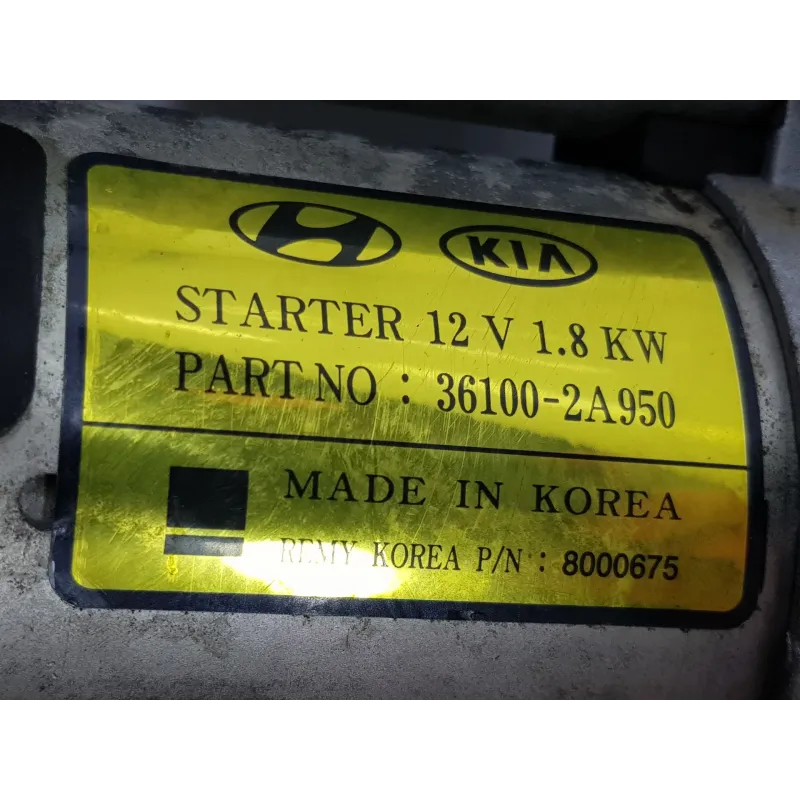 KIA
STARTER 12 V 1.8 KW
PART NO : 36100-2A950
MADE IN KOREA
REMY KOREA P/N : 8000675